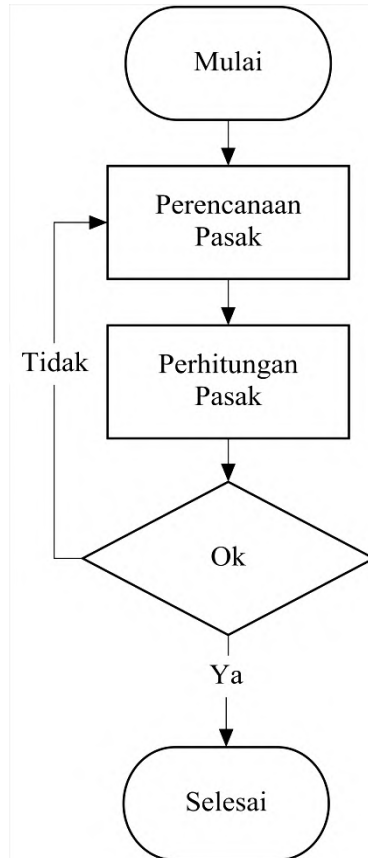 Mulai
Perencanaan
Pasak
Perhitungan
Pasak
Tidak
Ok
Ya
Selesai